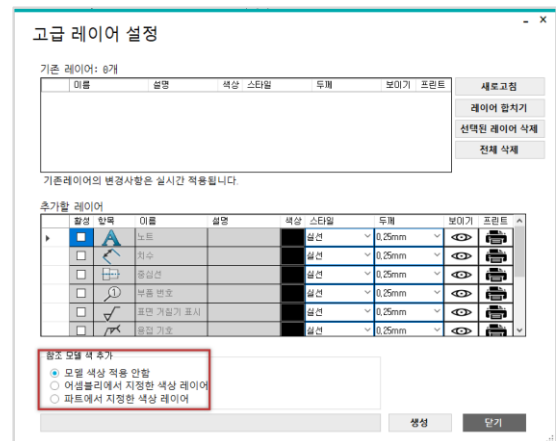 고급 레이어 설정
기존 레이어: 0개
이름 설명 색상 스타일 두께 보이기 프린트
새로고침
레이어 합치기
선택된 레이어 삭제
전체 삭제
기존레이어의 변경사항은 실시간 적용됩니다.
추가할 레이어
활성 항목 이름 설명 색상 스타일 두께 보이기 프린트
노트 실선 0,25mm
치수 실선 0,25mm
중심선 실선 0,25mm
1 부품 번호 실선 0,25mm
표면 거칠기 표시 실선 0,25mm
용접 기호 실선 0,25mm
참조 모델 색 추가
모델 색상 적용 안함
어셈블리에서 지정한 색상 레이어
파트에서 지정한 색상 레이어
생성 닫기